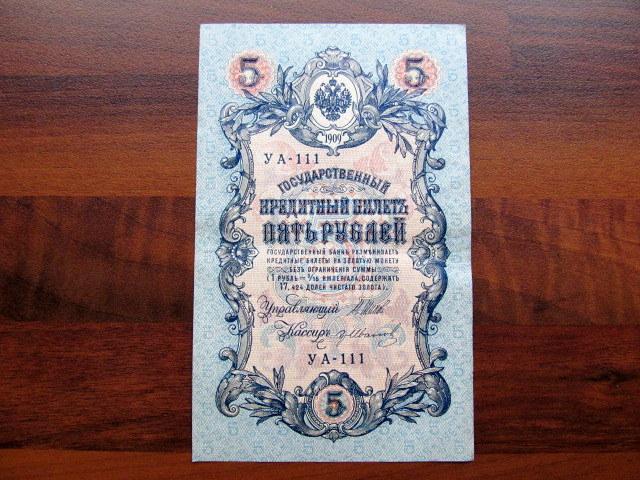 5 5
1909
УА-111
ГОСУДАРСТВЕННЫЙ
КРЕДИТНЫЙ БИЛЕТЪ
ПЯТЬ РУБЛЕЙ
ГОСУДАРСТВЕННЫЙ БАНКЪ РАЗМѢНИВАЕТЪ
КРЕДИТНЫЕ БИЛЕТЫ НА ЗОЛОТУЮ МОНЕТУ
БЕЗЪ ОГРАНИЧЕНІЯ СУММЫ
(1 РУБЛЬ = 1/15 ИМПЕРІАЛА, СОДЕРЖИТЪ
17,424 ДОЛЕЙ ЧИСТАГО ЗОЛОТА).
Управляющій
Кассиръ
УА-111
5